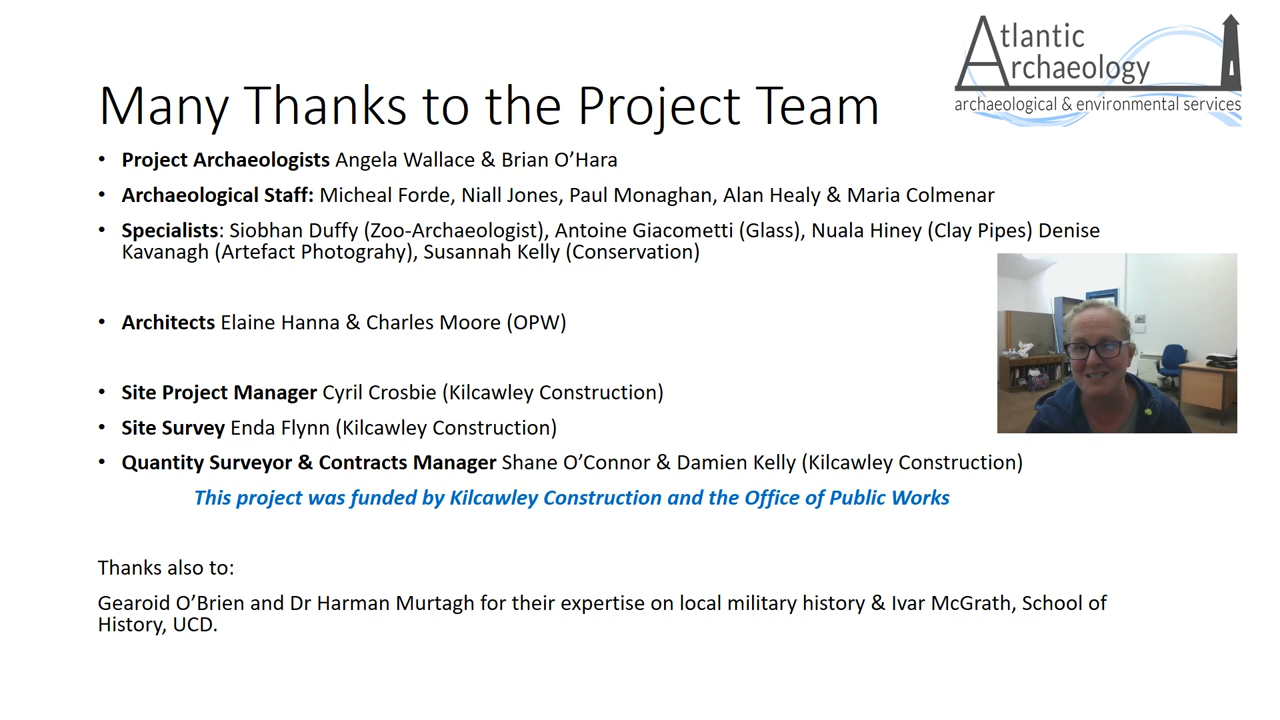 Atlantic
Archaeology
archaeological & environmental services
Many Thanks to the Project Team
• Project Archaeologists Angela Wallace & Brian O’Hara
• Archaeological Staff: Micheal Forde, Niall Jones, Paul Monaghan, Alan Healy & Maria Colmenar
• Specialists: Siobhan Duffy (Zoo-Archaeologist), Antoine Giacometti (Glass), Nuala Hiney (Clay Pipes) Denise
Kavanagh (Artefact Photograhy), Susannah Kelly (Conservation)
• Architects Elaine Hanna & Charles Moore (OPW)
• Site Project Manager Cyril Crosbie (Kilcawley Construction)
• Site Survey Enda Flynn (Kilcawley Construction)
• Quantity Surveyor & Contracts Manager Shane O’Connor & Damien Kelly (Kilcawley Construction)
This project was funded by Kilcawley Construction and the Office of Public Works
Thanks also to:
Gearoid O’Brien and Dr Harman Murtagh for their expertise on local military history & Ivar McGrath, School of
History, UCD.